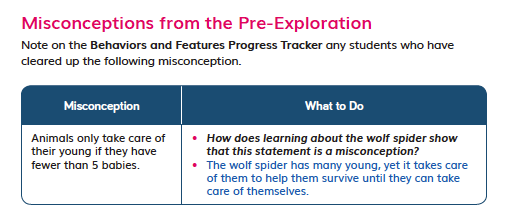 Misconceptions from the Pre-Exploration
Note on the Behaviors and Features Progress Tracker any students who have
cleared up the following misconception.
Misconception
What to Do
Animals only take care of
their young if they have
fewer than 5 babies.
• How does learning about the wolf spider show
that this statement is a misconception?
• The wolf spider has many young, yet it takes care
of them to help them survive until they can take
care of themselves.